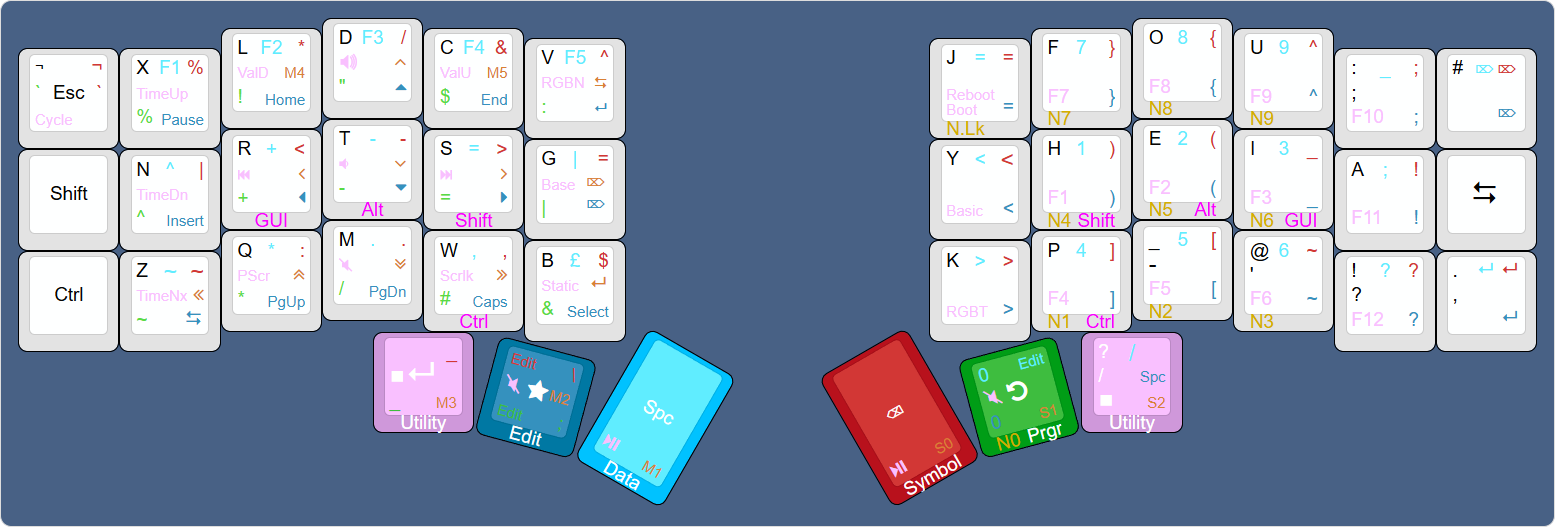 ¬ ¬
` Esc `
Cycle
X F1 %
TimeUp
% Pause
L F2 *
ValD M4
! Home
D F3 /
"
C F4 &
ValU M5
$ End
V F5 ^
RGBN ⇆
: ↵
J = =
Reboot
Boot =
N.Lk
F 7 }
F7 }
N7
O 8 {
F8 {
N8
U 9 ^
F9 ^
N9
: _ ;
;
F10 ;
# ⌦ ⌦
⌦
Shift
N ^ |
TimeDn
^ Insert
R + <
⏮ <
+
GUI
T - -
-
Alt
S = >
⏭ >
=
Shift
G | =
Base ⌦
| ⌦
Y < <
Basic <
H 1 )
F1 )
N4 Shift
E 2 (
F2 (
N5 Alt
I 3 _
F3 _
N6 GUI
A ; !
F11 !
⇆
Ctrl
Z ~ ~
TimeNx «
~ ⇆
Q * :
PScr
* PgUp
M . .
/ PgDn
W , ,
Scrlk »
# Caps
Ctrl
B £ $
Static ↵
& Select
K > >
RGBT >
P 4 ]
F4 ]
N1 Ctrl
_ 5 [
-
F5 [
N2
@ 6 ~
'
F6 ~
N3
! ? ?
?
F12 ?
. ↵ ↵
,
↵
_
■ ↵
_ M3
Utility
Edit |
★ M2
Edit ;
Edit
Spc
⏯ M1
Data
⌫
⏯ S0
Symbol
0 Edit
S1
0
N0 Prgr
? /
/ Spc
■ S2
Utility